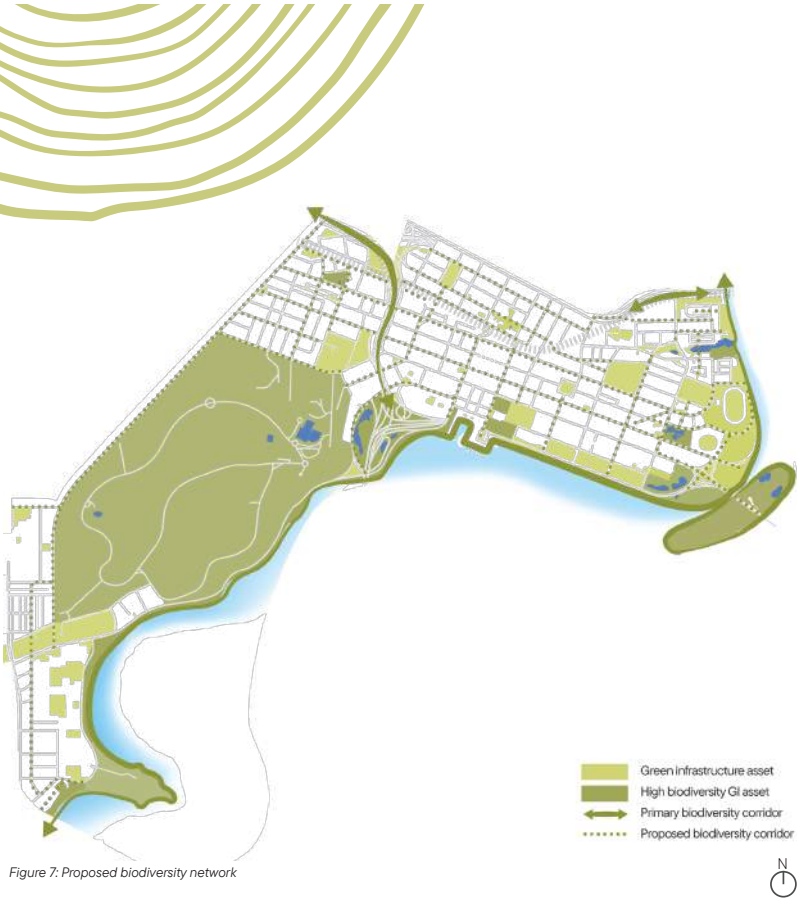 Green infrastructure asset
High biodiversity GI asset
Primary biodiversity corridor
Proposed biodiversity corridor
Figure 7: Proposed biodiversity network
N